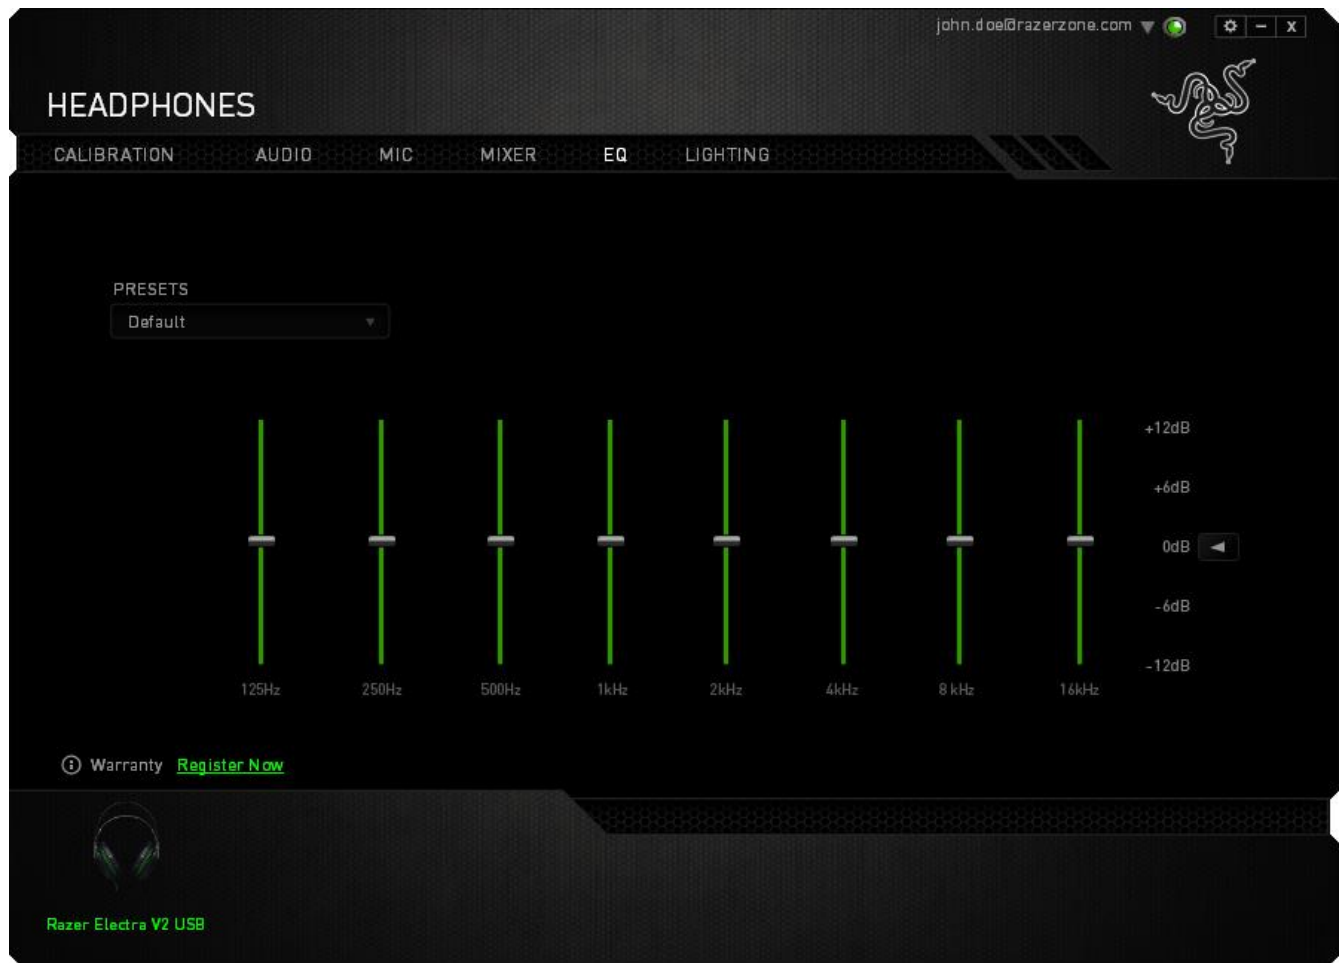 john.doe@razerzone.com
X
HEADPHONES
CALIBRATION AUDIO MIC MIXER EQ LIGHTING
PRESETS
Default
+12dB
+6dB
0dB
-6dB
-12dB
125Hz 250Hz 500Hz 1kHz 2kHz 4kHz 8 kHz 16kHz
Warranty Register Now
Razer Electra V2 USB